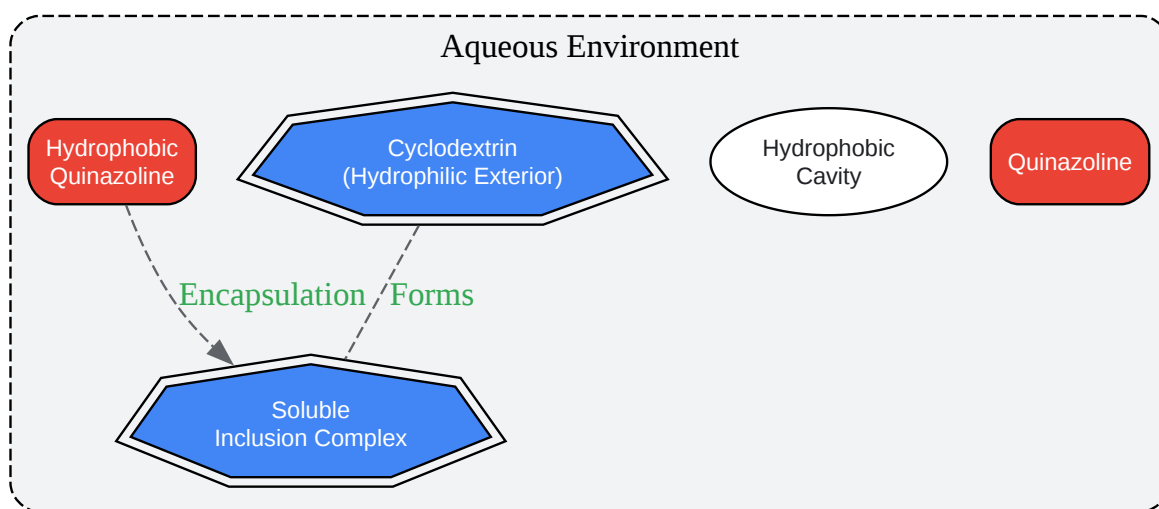 Aqueous Environment
Hydrophobic
Quinazoline
Cyclodextrin
(Hydrophilic Exterior)
Hydrophobic
Cavity
Quinazoline
Encapsulation
Forms
Soluble
Inclusion Complex